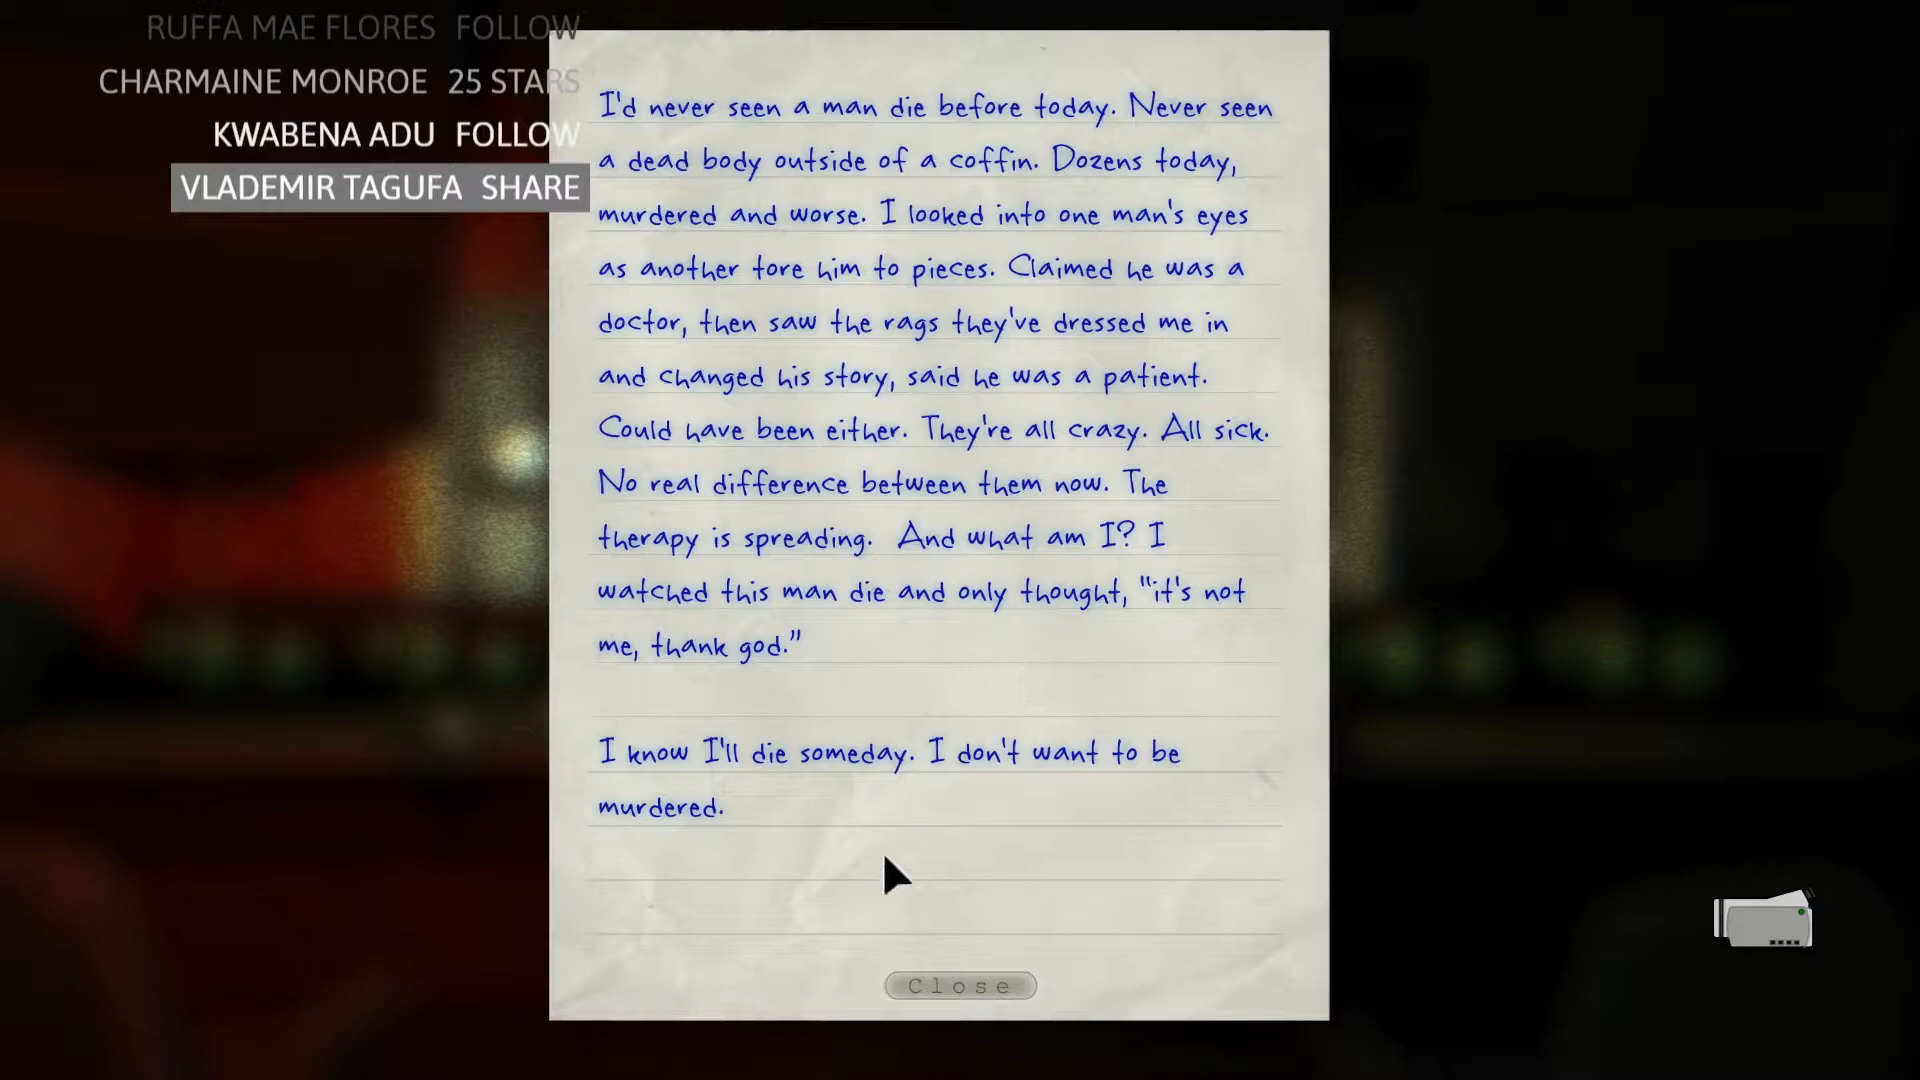 RUFFA MAE FLORES FOLLOW
CHARMAINE MONROE 25 STARS
KWABENA ADU FOLLOW
VLADEMIR TAGUFA SHARE
I'd never seen a man die before today. Never seen
a dead body outside of a coffin. Dozens today,
murdered and worse. I looked into one man's eyes
as another tore him to pieces. Claimed he was a
doctor, then saw the rags they've dressed me in
and changed his story, said he was a patient.
Could have been either. They're all crazy. All sick.
No real difference between them now. The
therapy is spreading. And what am I? I
watched this man die and only thought, "it's not
me, thank god."
I know I'll die someday. I don't want to be
murdered.
Close